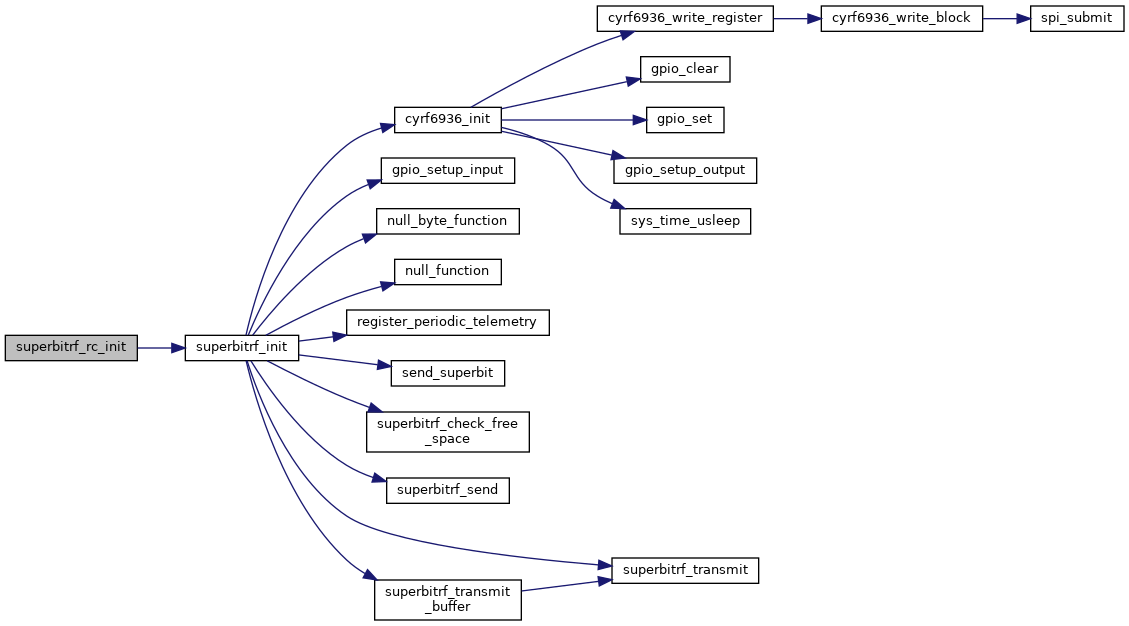 cyrf6936_write_register
cyrf6936_write_block
spi_submit
gpio_clear
cyrf6936_init
gpio_set
gpio_setup_input
gpio_setup_output
null_byte_function
sys_time_usleep
null_function
register_periodic_telemetry
superbitrf_rc_init
superbitrf_init
send_superbit
superbitrf_check_free
_space
superbitrf_send
superbitrf_transmit
superbitrf_transmit
_buffer